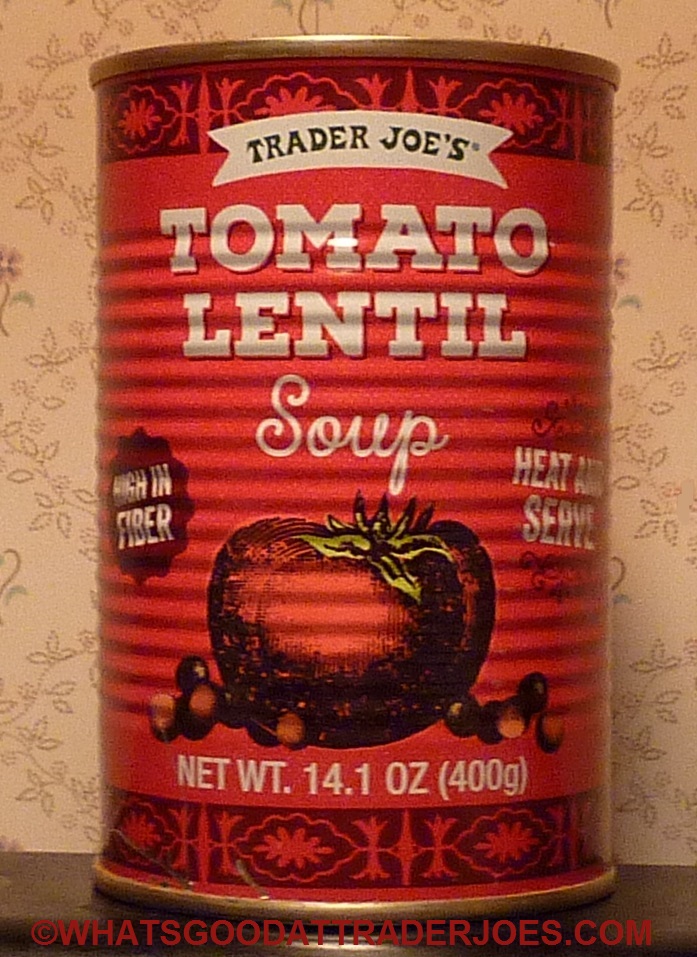 TRADER JOE'S®
TOMATO
LENTIL
Soup
HIGH IN
FIBER
HEAT AND
SERVE
NET WT. 14.1 OZ (400g)
©WHATSGOODATTRADERJOES.COM